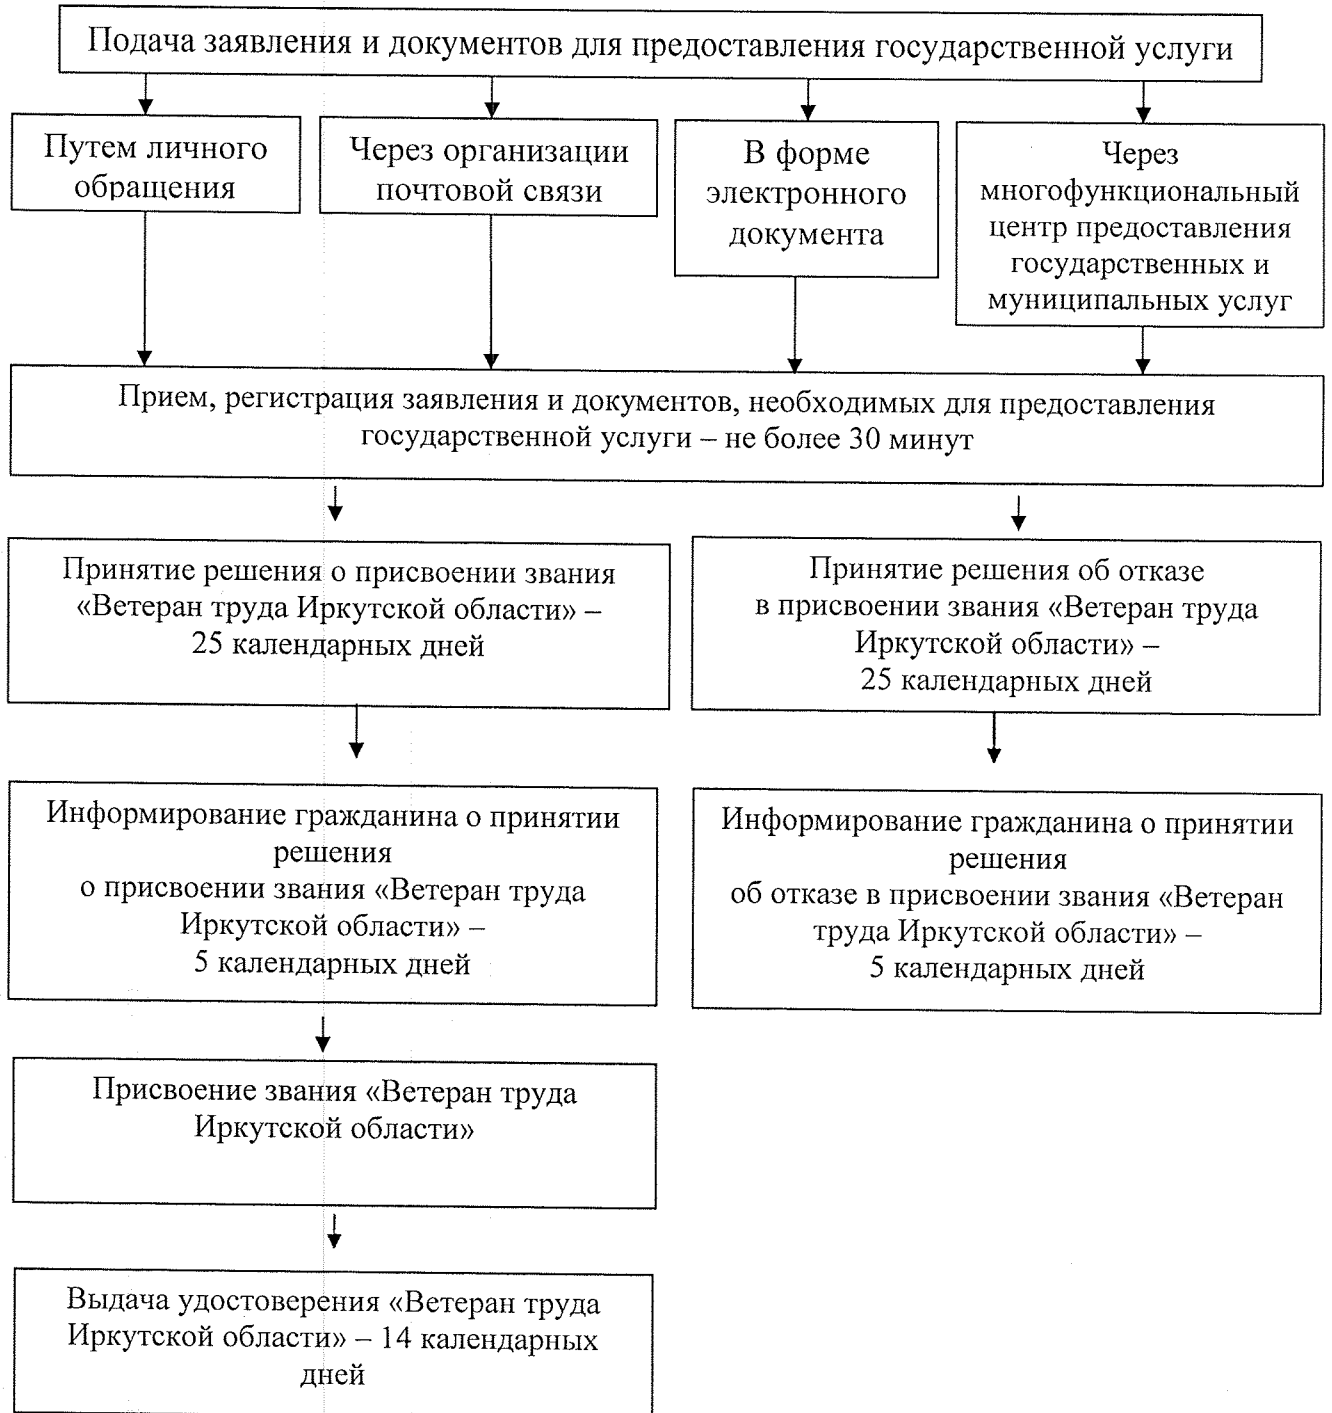 Подача заявления и документов для предоставления государственной услуги
Путем личного
обращения
Через организации
почтовой связи
В форме
электронного
документа
Через
многофункциональный
центр предоставления
государственных и
муниципальных услуг
Прием, регистрация заявления и документов, необходимых для предоставления
государственной услуги – не более 30 минут
Принятие решения о присвоении звания
«Ветеран труда Иркутской области» –
25 календарных дней
Принятие решения об отказе
в присвоении звания «Ветеран труда
Иркутской области» –
25 календарных дней
Информирование гражданина о принятии
решения
о присвоении звания «Ветеран труда
Иркутской области» –
5 календарных дней
Информирование гражданина о принятии
решения
об отказе в присвоении звания «Ветеран
труда Иркутской области» –
5 календарных дней
Присвоение звания «Ветеран труда
Иркутской области»
Выдача удостоверения «Ветеран труда
Иркутской области» – 14 календарных
дней